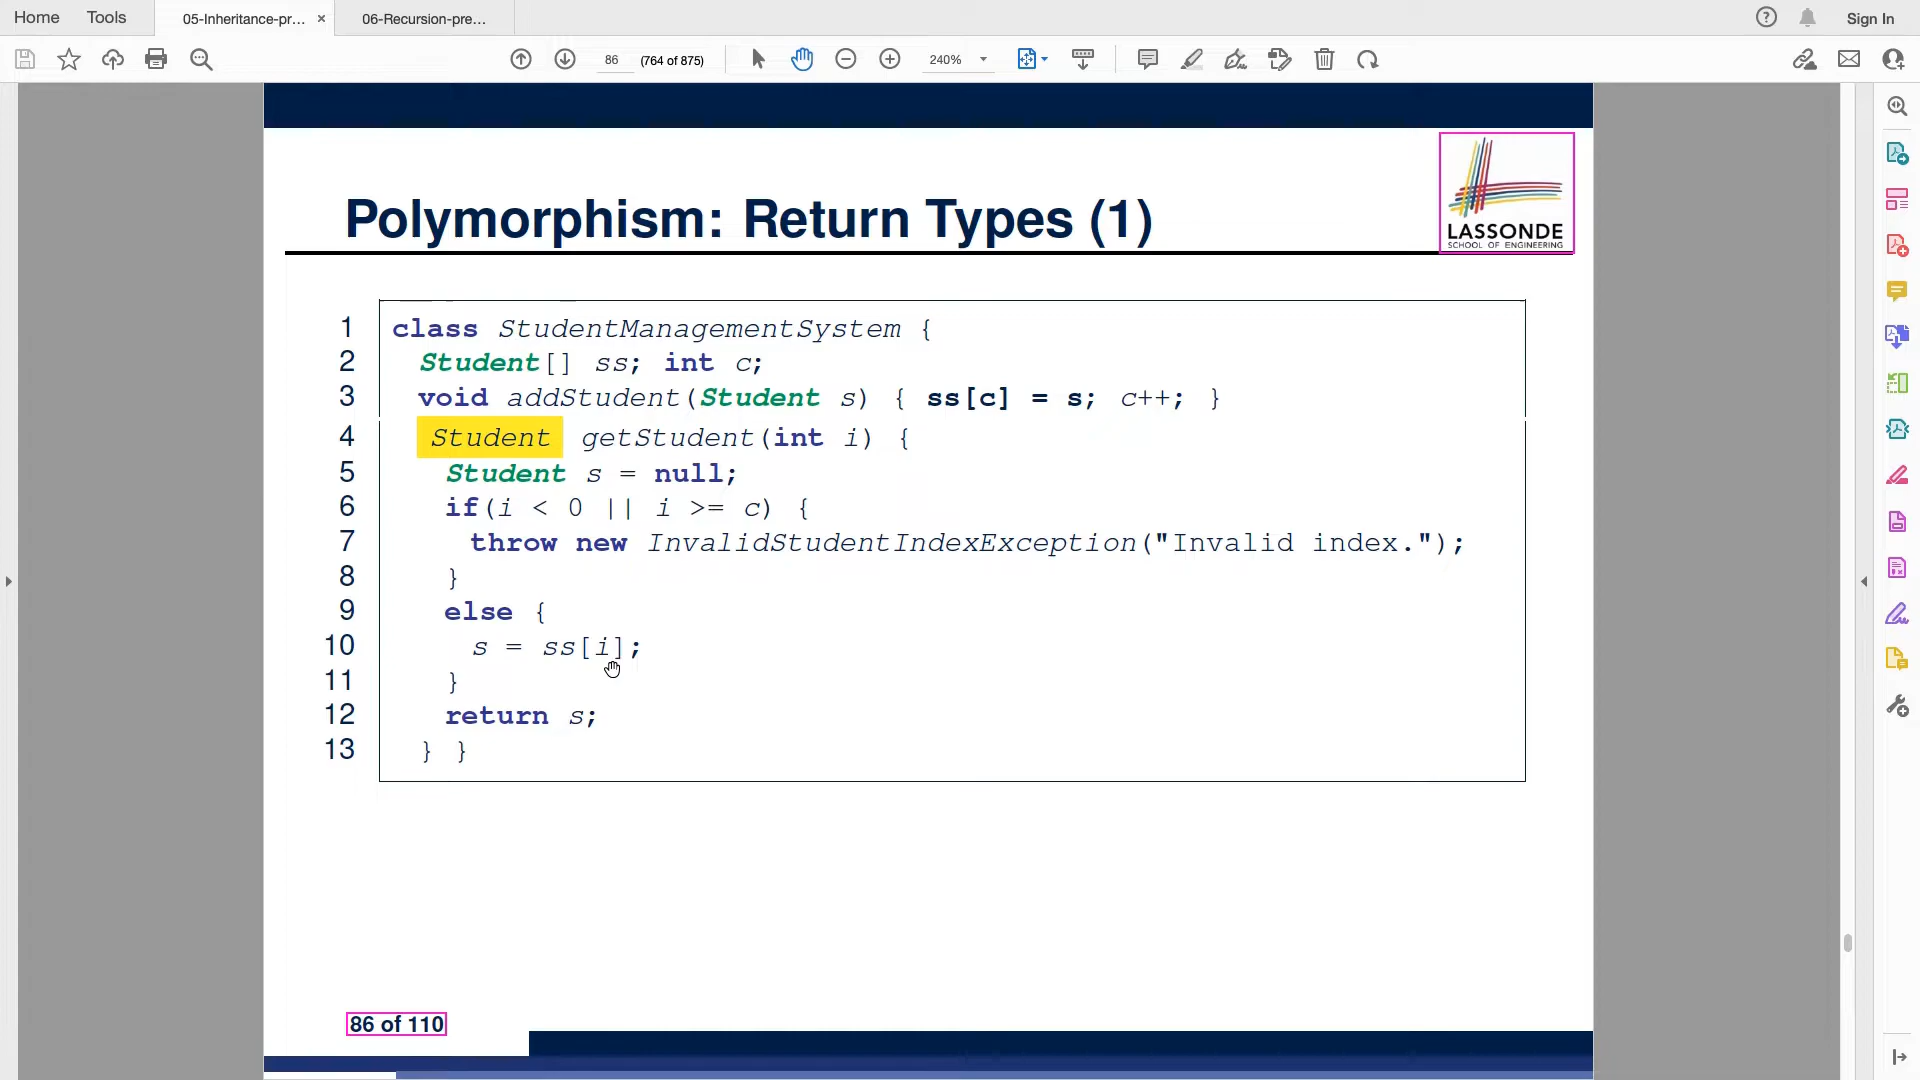 Home Tools 05-Inheritance-pr... × 06-Recursion-pre... Sign In
86 (764 of 875) 240%
LASSONDE
SCHOOL OF ENGINEERING
Polymorphism: Return Types (1)
1 class StudentManagementSystem {
2 Student[] ss; int c;
3 void addStudent(Student s) { ss[c] = s; c++; }
4 Student getStudent(int i) {
5 Student s = null;
6 if(i < 0 || i >= c) {
7 throw new InvalidStudentIndexException("Invalid index.");
8 }
9 else {
10 s = ss[i];
11 }
12 return s;
13 } }
86 of 110